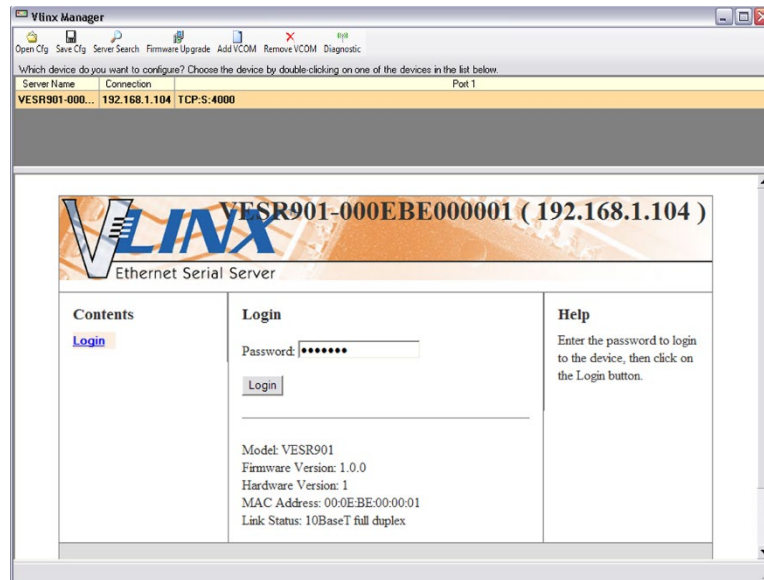 Vlinx Manager
Open Cfg Save Cfg Server Search Firmware Upgrade Add VCOM Remove VCOM Diagnostic
Which device do you want to configure? Choose the device by double-clicking on one of the devices in the list below.
Server Name Connection Port 1
VESR901-000... 192.168.1.104 TCP:S:4000
VLINX
VESR901-000EBE000001 ( 192.168.1.104 )
Ethernet Serial Server
Contents
Login
Login
Password: •••••••
Login
Model: VESR901
Firmware Version: 1.0.0
Hardware Version: 1
MAC Address: 00:0E:BE:00:00:01
Link Status: 10BaseT full duplex
Help
Enter the password to login
to the device, then click on
the Login button.